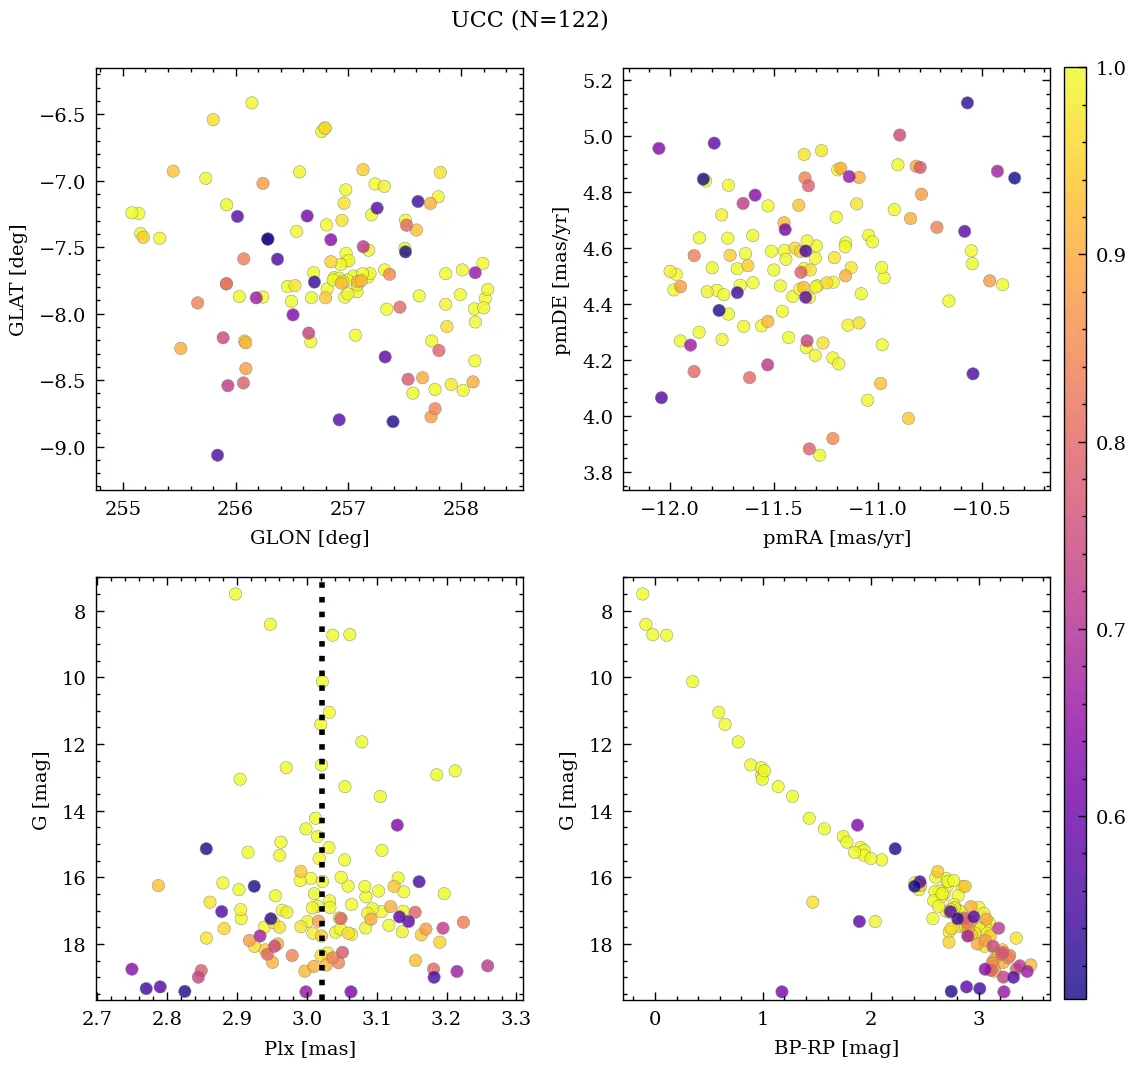 UCC (N=122)
−6.5
−7.0
−7.5
−8.0
−8.5
−9.0
GLAT [deg]
255 256 257 258
GLON [deg]
5.2
5.0
4.8
4.6
4.4
4.2
4.0
3.8
pmDE [mas/yr]
−12.0 −11.5 −11.0 −10.5
pmRA [mas/yr]
1.0
0.9
0.8
0.7
0.6
8
10
12
14
16
18
G [mag]
2.7 2.8 2.9 3.0 3.1 3.2 3.3
Plx [mas]
8
10
12
14
16
18
G [mag]
0 1 2 3
BP-RP [mag]